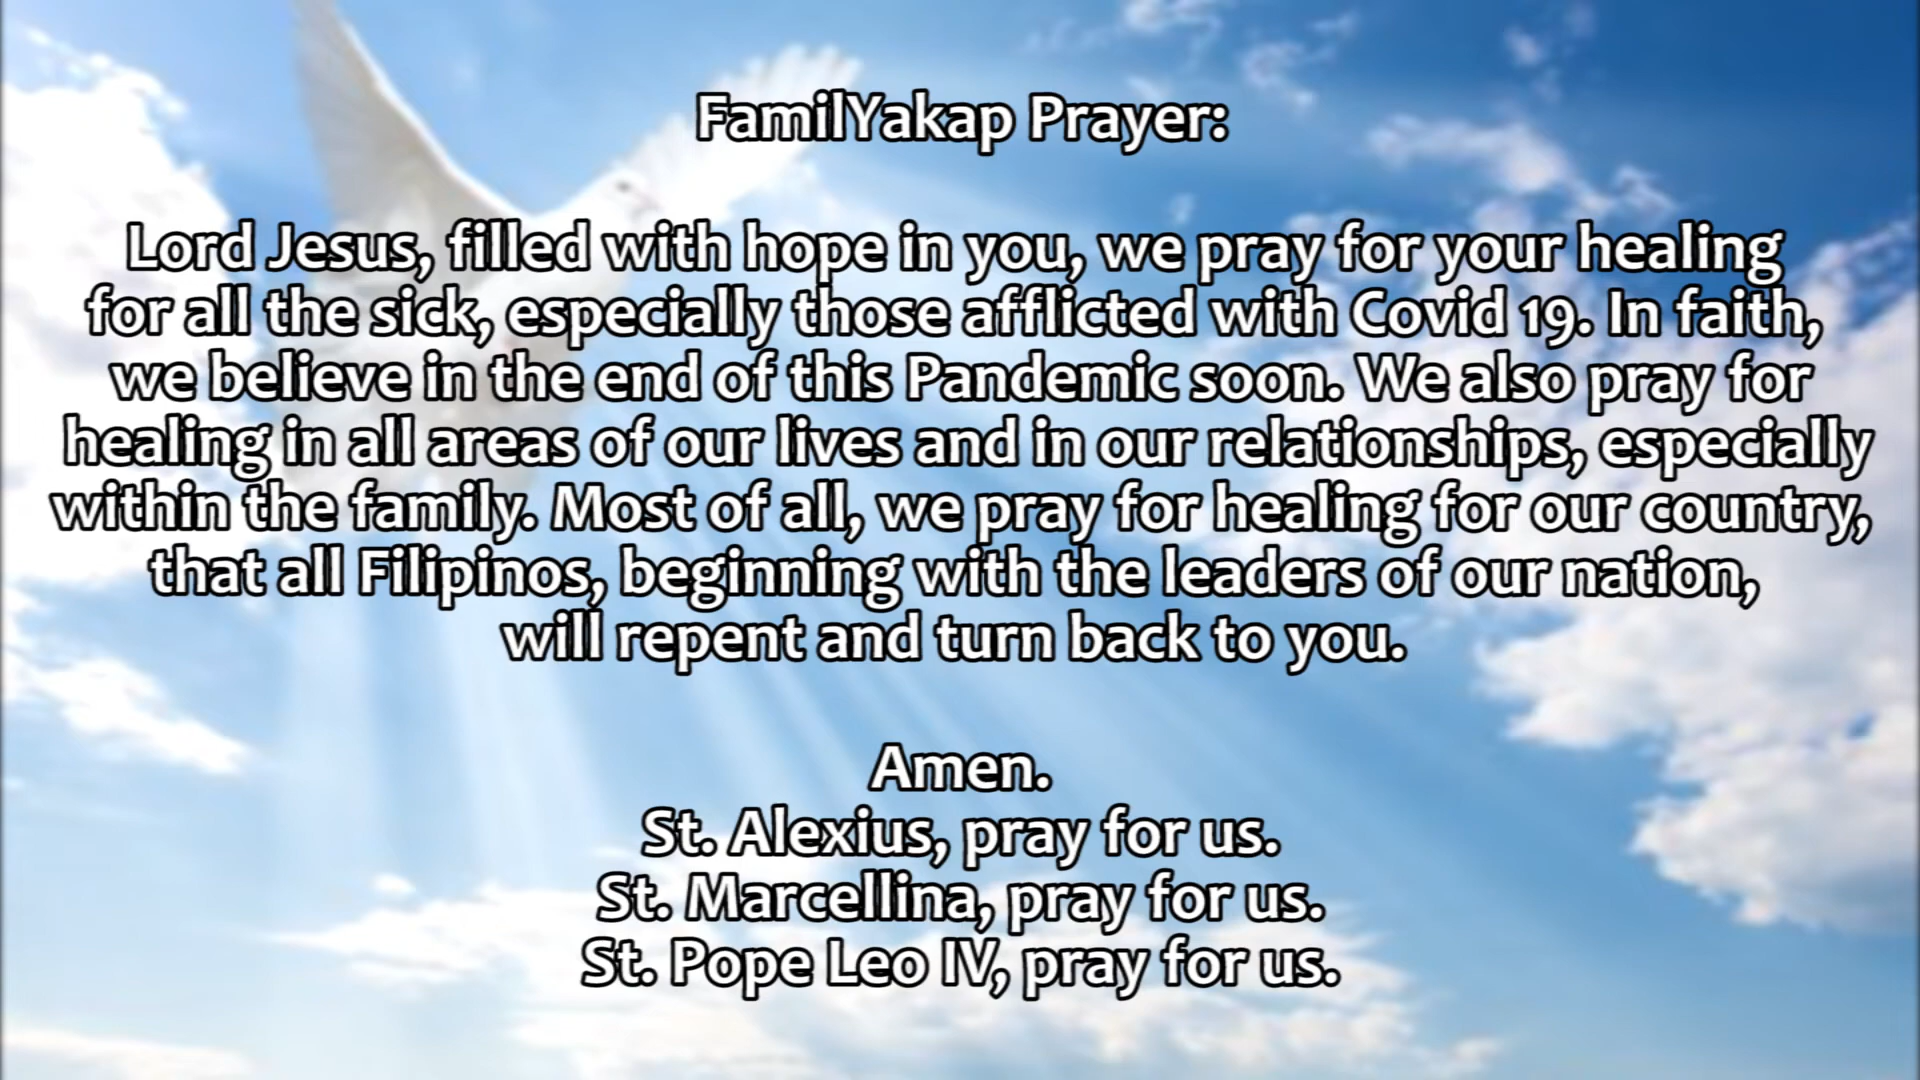 FamilYakap Prayer:
Lord Jesus, filled with hope in you, we pray for your healing
for all the sick, especially those afflicted with Covid 19. In faith,
we believe in the end of this Pandemic soon. We also pray for
healing in all areas of our lives and in our relationships, especially
within the family. Most of all, we pray for healing for our country,
that all Filipinos, beginning with the leaders of our nation,
will repent and turn back to you.
Amen.
St. Alexius, pray for us.
St. Marcellina, pray for us.
St. Pope Leo IV, pray for us.